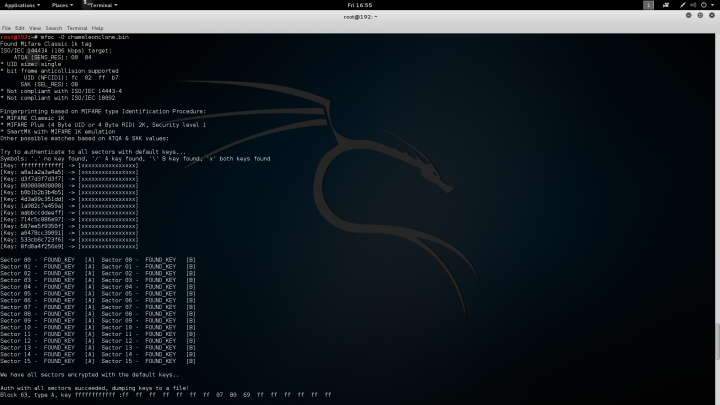 Applications Places Terminal Fri 16:55 1
root@192: ~
File Edit View Search Terminal Help
root@192:~# mfoc -O chameleonclone.bin
Found Mifare Classic 1k tag
ISO/IEC 14443A (106 kbps) target:
ATQA (SENS_RES): 00 04
* UID size: single
* bit frame anticollision supported
UID (NFCID1): fc 02 ff b7
SAK (SEL_RES): 08
* Not compliant with ISO/IEC 14443-4
* Not compliant with ISO/IEC 18092
Fingerprinting based on MIFARE type Identification Procedure:
* MIFARE Classic 1K
* MIFARE Plus (4 Byte UID or 4 Byte RID) 2K, Security level 1
* SmartMX with MIFARE 1K emulation
Other possible matches based on ATQA & SAK values:
Try to authenticate to all sectors with default keys...
Symbols: '.' no key found, '/' A key found, '\' B key found, 'x' both keys found
[Key: ffffffffffff] -> [xxxxxxxxxxxxxxxx]
[Key: a0a1a2a3a4a5] -> [xxxxxxxxxxxxxxxx]
[Key: d3f7d3f7d3f7] -> [xxxxxxxxxxxxxxxx]
[Key: 000000000000] -> [xxxxxxxxxxxxxxxx]
[Key: b0b1b2b3b4b5] -> [xxxxxxxxxxxxxxxx]
[Key: 4d3a99c351dd] -> [xxxxxxxxxxxxxxxx]
[Key: 1a982c7e459a] -> [xxxxxxxxxxxxxxxx]
[Key: aabbccddeeff] -> [xxxxxxxxxxxxxxxx]
[Key: 714c5c886e97] -> [xxxxxxxxxxxxxxxx]
[Key: 587ee5f9350f] -> [xxxxxxxxxxxxxxxx]
[Key: a0478cc39091] -> [xxxxxxxxxxxxxxxx]
[Key: 533cb6c723f6] -> [xxxxxxxxxxxxxxxx]
[Key: 8fd0a4f256e9] -> [xxxxxxxxxxxxxxxx]
Sector 00 - FOUND_KEY [A] Sector 00 - FOUND_KEY [B]
Sector 01 - FOUND_KEY [A] Sector 01 - FOUND_KEY [B]
Sector 02 - FOUND_KEY [A] Sector 02 - FOUND_KEY [B]
Sector 03 - FOUND_KEY [A] Sector 03 - FOUND_KEY [B]
Sector 04 - FOUND_KEY [A] Sector 04 - FOUND_KEY [B]
Sector 05 - FOUND_KEY [A] Sector 05 - FOUND_KEY [B]
Sector 06 - FOUND_KEY [A] Sector 06 - FOUND_KEY [B]
Sector 07 - FOUND_KEY [A] Sector 07 - FOUND_KEY [B]
Sector 08 - FOUND_KEY [A] Sector 08 - FOUND_KEY [B]
Sector 09 - FOUND_KEY [A] Sector 09 - FOUND_KEY [B]
Sector 10 - FOUND_KEY [A] Sector 10 - FOUND_KEY [B]
Sector 11 - FOUND_KEY [A] Sector 11 - FOUND_KEY [B]
Sector 12 - FOUND_KEY [A] Sector 12 - FOUND_KEY [B]
Sector 13 - FOUND_KEY [A] Sector 13 - FOUND_KEY [B]
Sector 14 - FOUND_KEY [A] Sector 14 - FOUND_KEY [B]
Sector 15 - FOUND_KEY [A] Sector 15 - FOUND_KEY [B]
We have all sectors encrypted with the default keys..
Auth with all sectors succeeded, dumping keys to a file!
Block 63, type A, key ffffffffffff :ff ff ff ff ff ff ff 07 80 69 ff ff ff ff ff ff